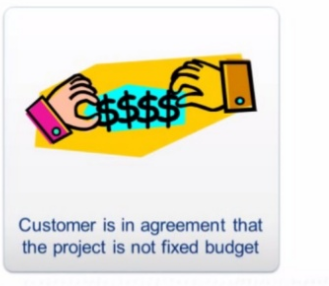 $$$$
Customer is in agreement that
the project is not fixed budget